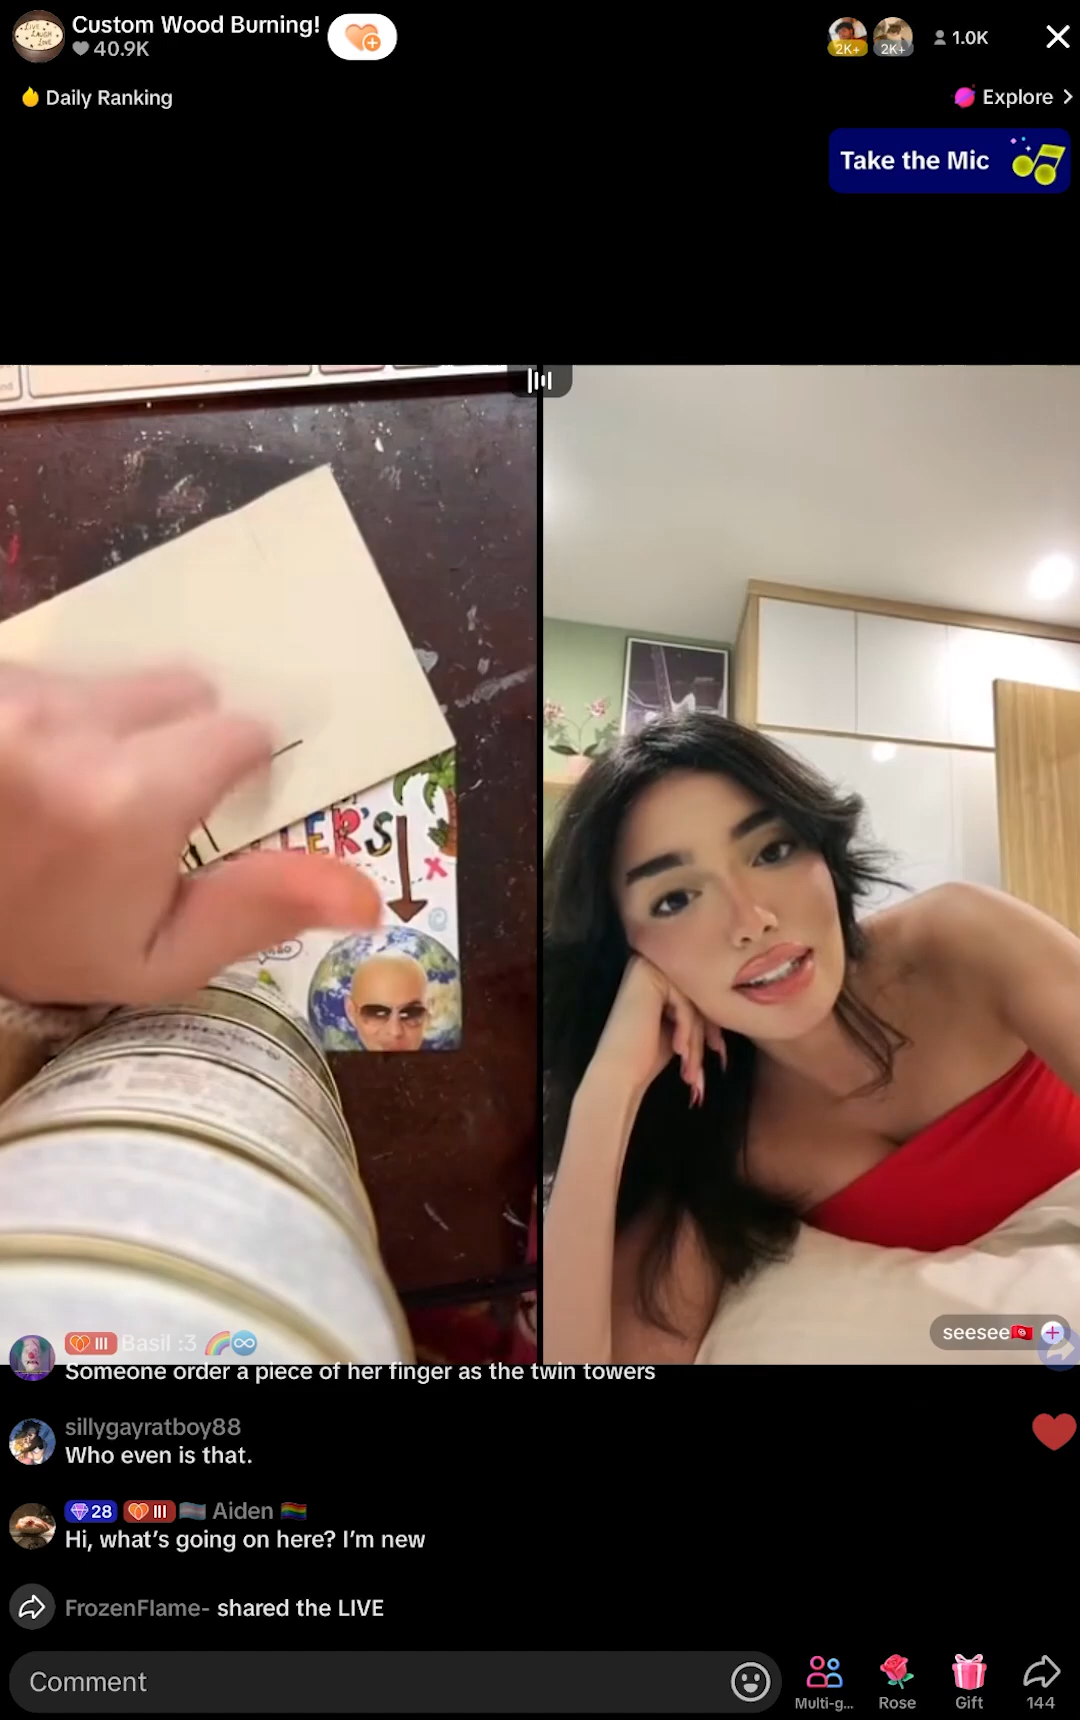 Custom Wood Burning!
40.9K
2K+
2K+
1.0K
Daily Ranking
Explore
Take the Mic
LER'S
seesee
III Basil :3
Someone order a piece of her finger as the twin towers
sillygayratboy88
Who even is that.
28 III Aiden
Hi, what's going on here? I'm new
FrozenFlame- shared the LIVE
Comment
Multi-g...
Rose
Gift
144